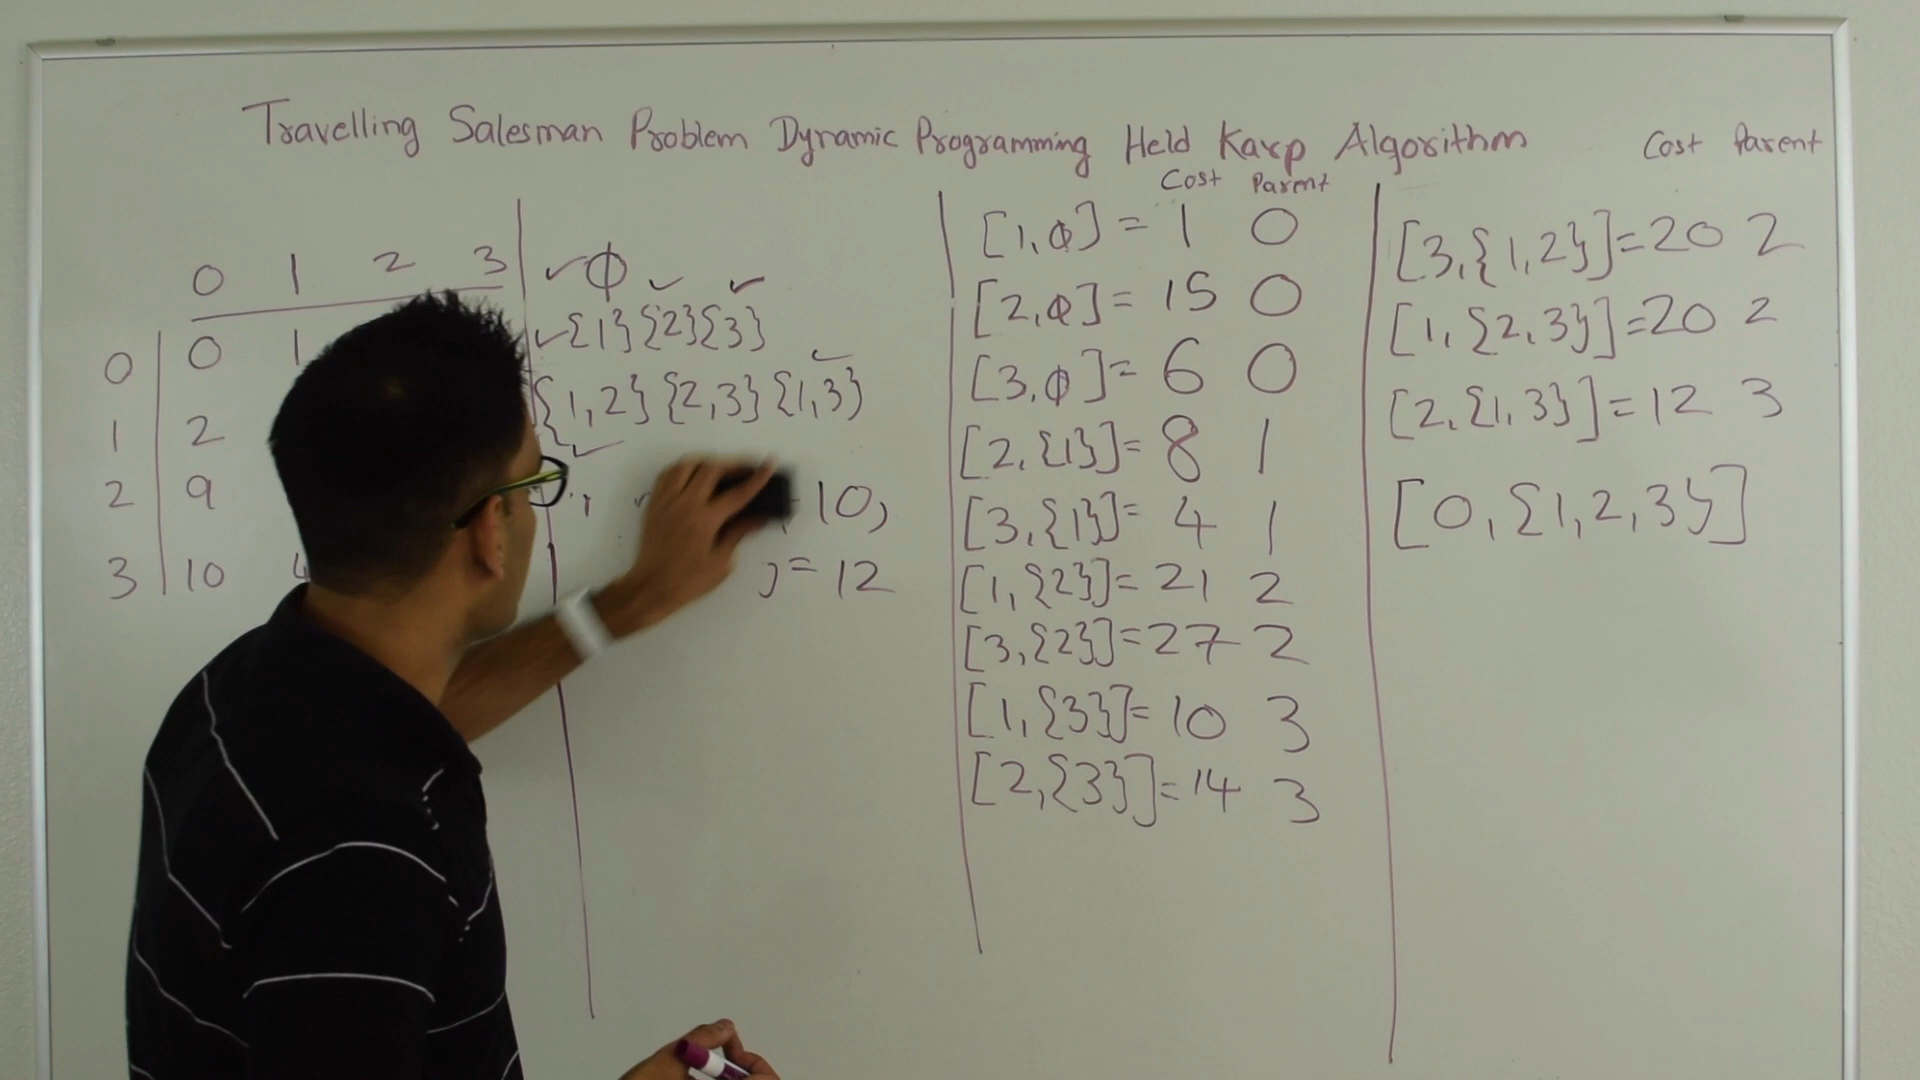 Travelling Salesman Problem Dynamic Programming Held Karp Algorithm
0 1 2 3
0 0 1
1 2
2 9
3 10 4
φ
{1} {2} {3}
{1,2} {2,3} {1,3}
10,
= 12
Cost Parent
[1,φ] = 1 0
[2,φ] = 15 0
[3,φ] = 6 0
[2,{1}] = 8 1
[3,{1}] = 4 1
[1,{2}] = 21 2
[3,{2}] = 27 2
[1,{3}] = 10 3
[2,{3}] = 14 3
Cost Parent
[3,{1,2}] = 20 2
[1,{2,3}] = 20 2
[2,{1,3}] = 12 3
[0,{1,2,3}]